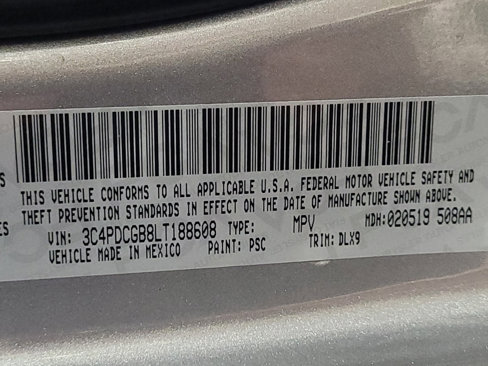 THIS VEHICLE CONFORMS TO ALL APPLICABLE U.S.A. FEDERAL MOTOR VEHICLE SAFETY AND
THEFT PREVENTION STANDARDS IN EFFECT ON THE DATE OF MANUFACTURE SHOWN ABOVE.
VIN: 3C4PDCGB8LT188608 TYPE: MPV MDH:020519 508AA
VEHICLE MADE IN MEXICO PAINT: PSC TRIM: DLX9